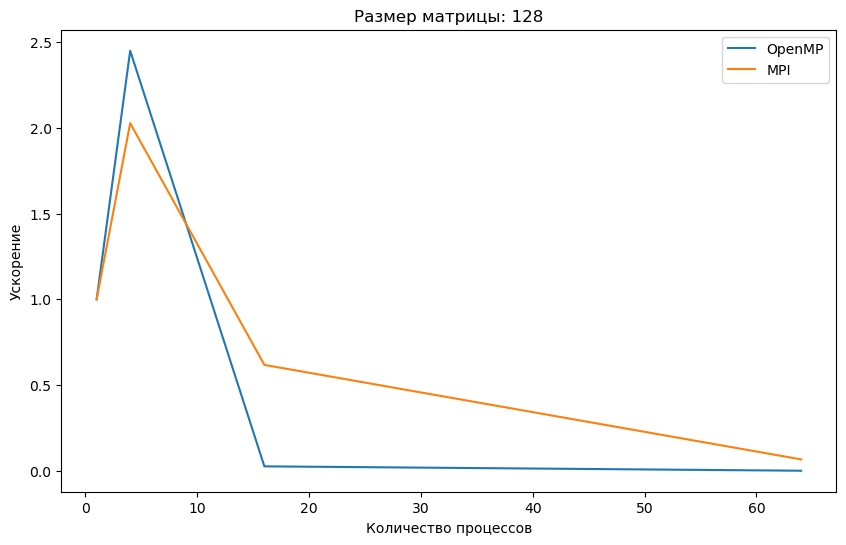 Размер матрицы: 128
OpenMP
MPI
Ускорение
2.5
2.0
1.5
1.0
0.5
0.0
0 10 20 30 40 50 60
Количество процессов